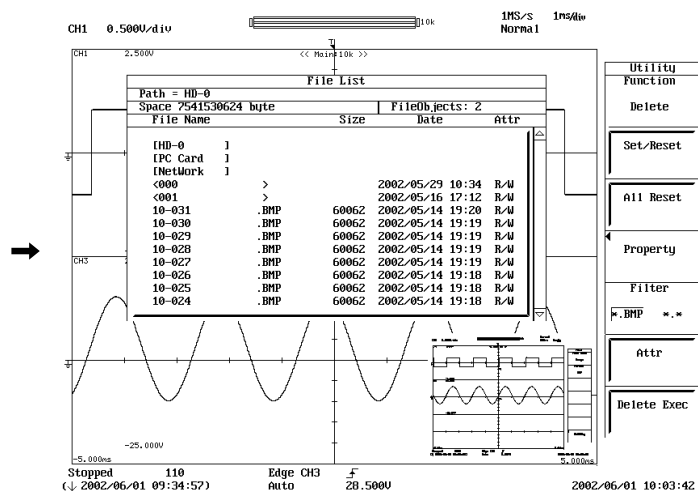 CH1 0.500V/div 10k 1MS/s 1ms/div
Normal
CH1 2.500V << Main:10k >>
File List
Path = HD-0
Space 7541530624 byte FileObjects: 2
File Name Size Date Attr
[HD-0 ]
[PC Card ]
[NetWork ]
<000 > 2002/05/29 10:34 R/W
<001 > 2002/05/16 17:12 R/W
10-031 .BMP 60062 2002/05/14 19:20 R/W
10-030 .BMP 60062 2002/05/14 19:19 R/W
10-029 .BMP 60062 2002/05/14 19:19 R/W
10-028 .BMP 60062 2002/05/14 19:19 R/W
10-027 .BMP 60062 2002/05/14 19:19 R/W
10-026 .BMP 60062 2002/05/14 19:18 R/W
10-025 .BMP 60062 2002/05/14 19:18 R/W
10-024 .BMP 60062 2002/05/14 19:18 R/W
CH3
-25.000V
-5.000ms 5.000ms
Stopped 110 Edge CH3
2002/06/01 09:34:57) Auto 28.500V 2002/06/01 10:03:42
Utility
Function
Delete
Set/Reset
All Reset
Property
Filter
*.BMP *.*
Attr
Delete Exec